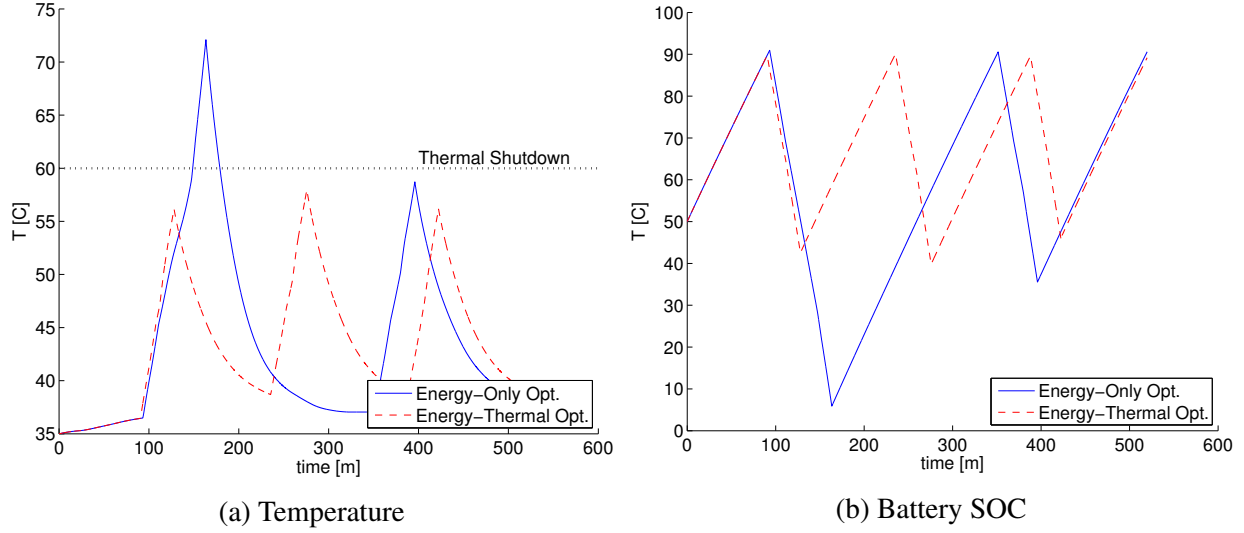 75
70
65
60
55
50
45
40
35
T [C]
Thermal Shutdown
Energy−Only Opt.
Energy−Thermal Opt.
0 100 200 300 400 500 600
time [m]
(a) Temperature
100
90
80
70
60
50
40
30
20
10
0
T [C]
Energy−Only Opt.
Energy−Thermal Opt.
0 100 200 300 400 500 600
time [m]
(b) Battery SOC